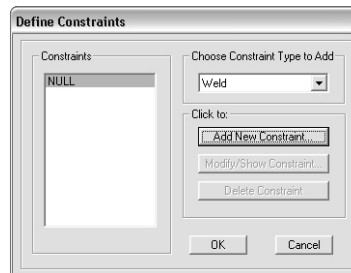 Define Constraints
Constraints
NULL
Choose Constraint Type to Add
Weld
Click to:
Add New Constraint...
Modify/Show Constraint...
Delete Constraint
OK
Cancel